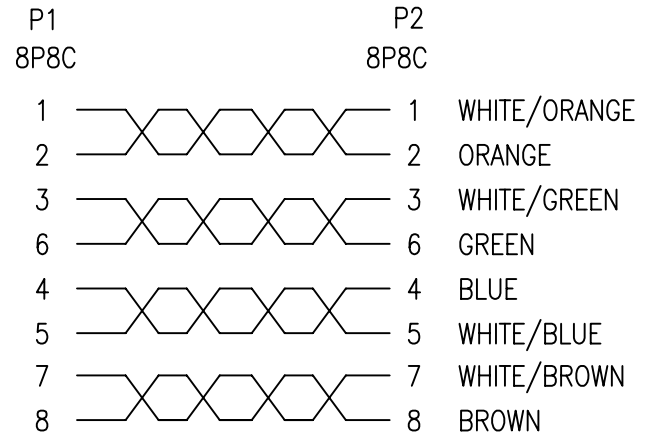 P1 P2
8P8C 8P8C
1 1 WHITE/ORANGE
2 2 ORANGE
3 3 WHITE/GREEN
6 6 GREEN
4 4 BLUE
5 5 WHITE/BLUE
7 7 WHITE/BROWN
8 8 BROWN